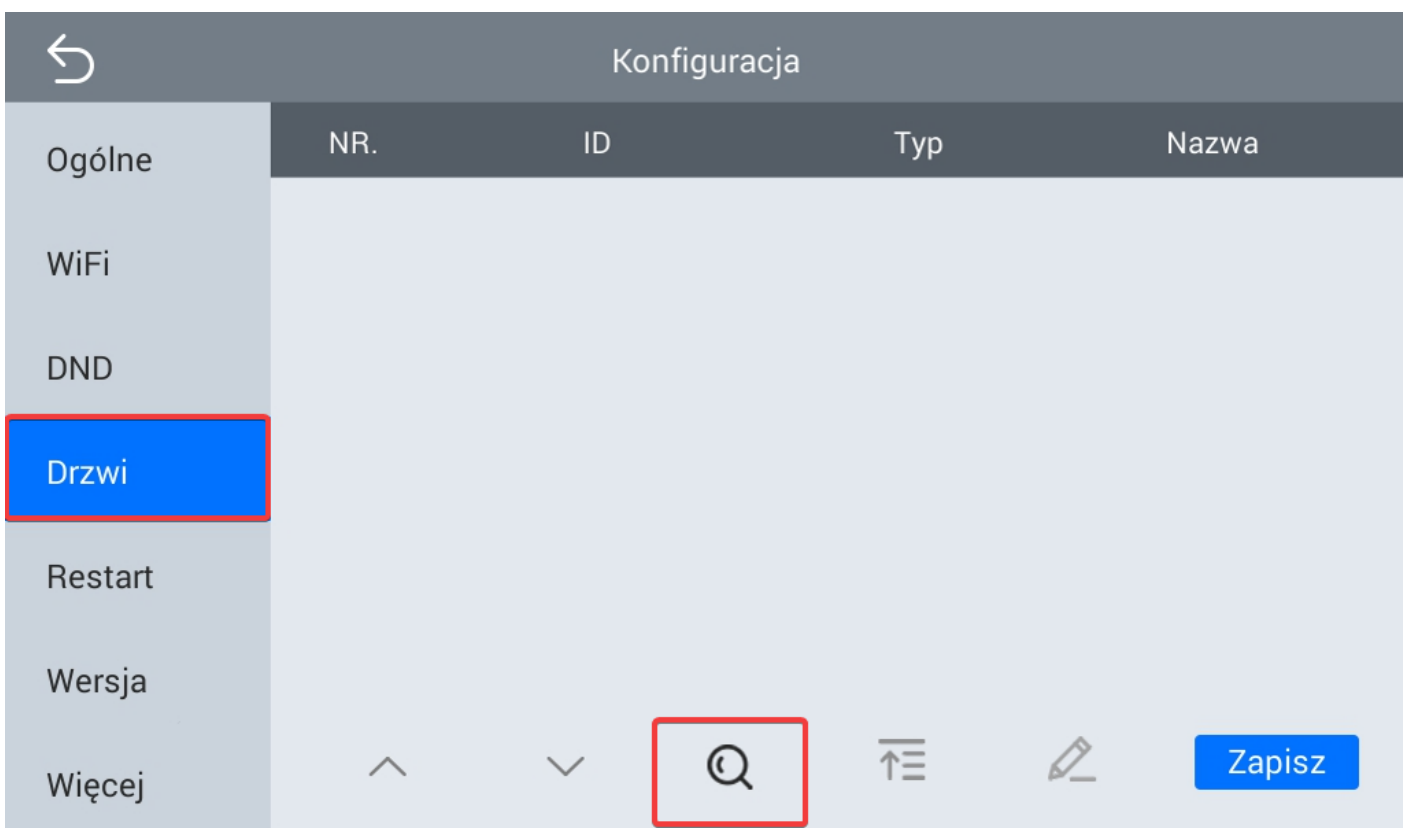 Konfiguracja
NR. ID Typ Nazwa
Ogólne
WiFi
DND
Drzwi
Restart
Wersja
Więcej
Zapisz